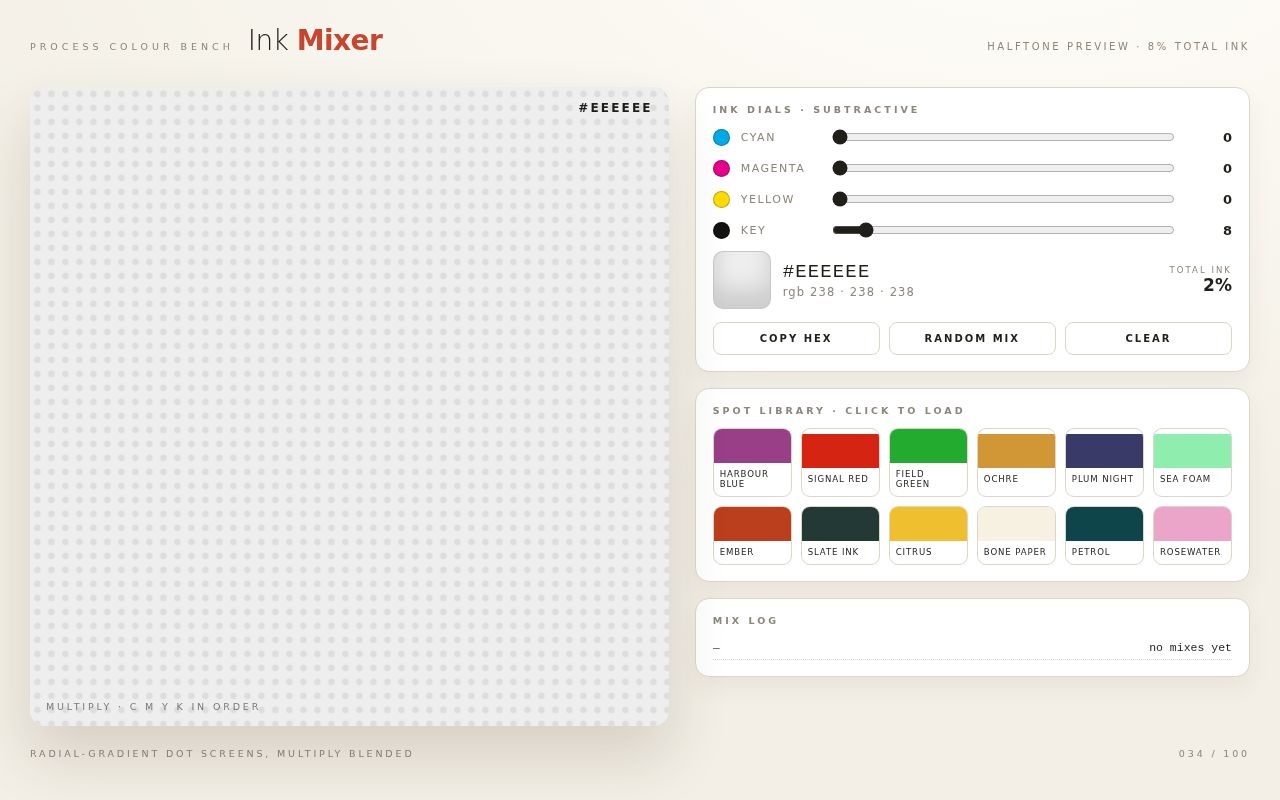 PROCESS COLOUR BENCH Ink Mixer
HALFTONE PREVIEW · 8% TOTAL INK
#EEEEEE
MULTIPLY · C M Y K IN ORDER
INK DIALS · SUBTRACTIVE
CYAN 0
MAGENTA 0
YELLOW 0
KEY 8
#EEEEEE
rgb 238 · 238 · 238
TOTAL INK
2%
COPY HEX
RANDOM MIX
CLEAR
SPOT LIBRARY · CLICK TO LOAD
HARBOUR
BLUE
SIGNAL RED
FIELD
GREEN
OCHRE
PLUM NIGHT
SEA FOAM
EMBER
SLATE INK
CITRUS
BONE PAPER
PETROL
ROSEWATER
MIX LOG
— no mixes yet
RADIAL-GRADIENT DOT SCREENS, MULTIPLY BLENDED
034 / 100